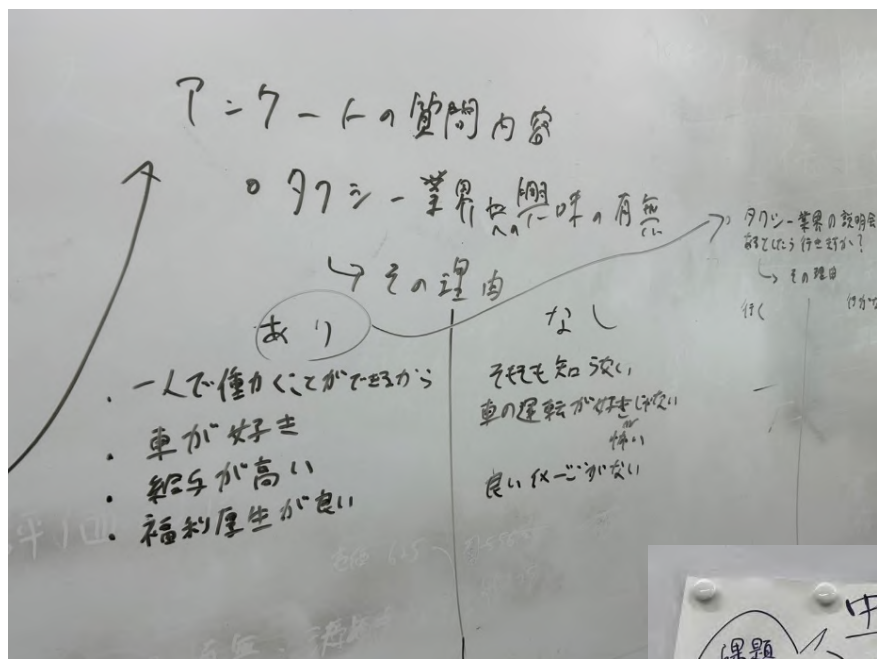 アンケートの質問内容
○ タクシー業界への興味の有無
↳ その理由
あり
・一人で働くことができるから
・車が好き
・給与が高い
・福利厚生が良い
なし
そもそも知らない
車の運転が好きじゃない
怖い
良いイメージがない
タクシー業界の説明会
あるとしたら行きますか?
↳ その理由
行く
行かな
課題